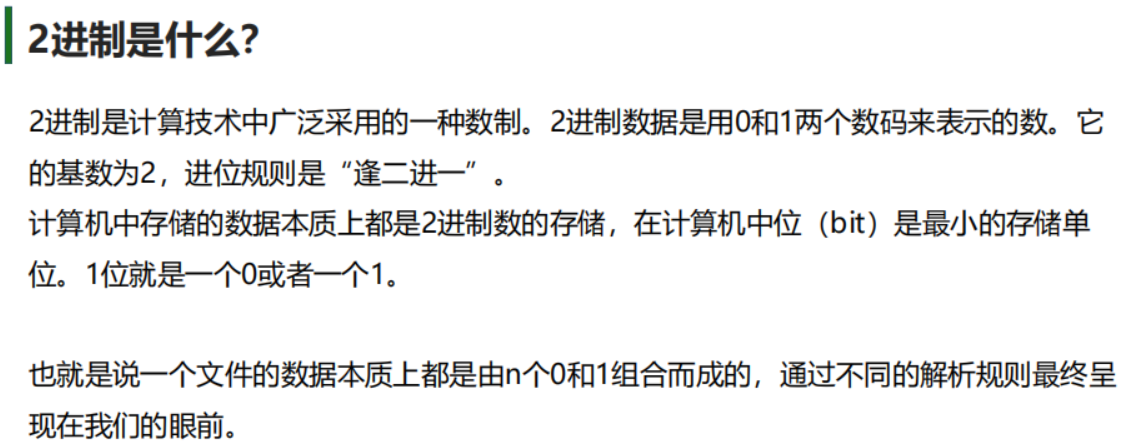 2进制是什么?
2进制是计算技术中广泛采用的一种数制。2进制数据是用0和1两个数码来表示的数。它
的基数为2，进位规则是“逢二进一”。
计算机中存储的数据本质上都是2进制数的存储，在计算机中位（bit）是最小的存储单
位。1位就是一个0或者一个1。
也就是说一个文件的数据本质上都是由n个0和1组合而成的，通过不同的解析规则最终呈
现在我们的眼前。